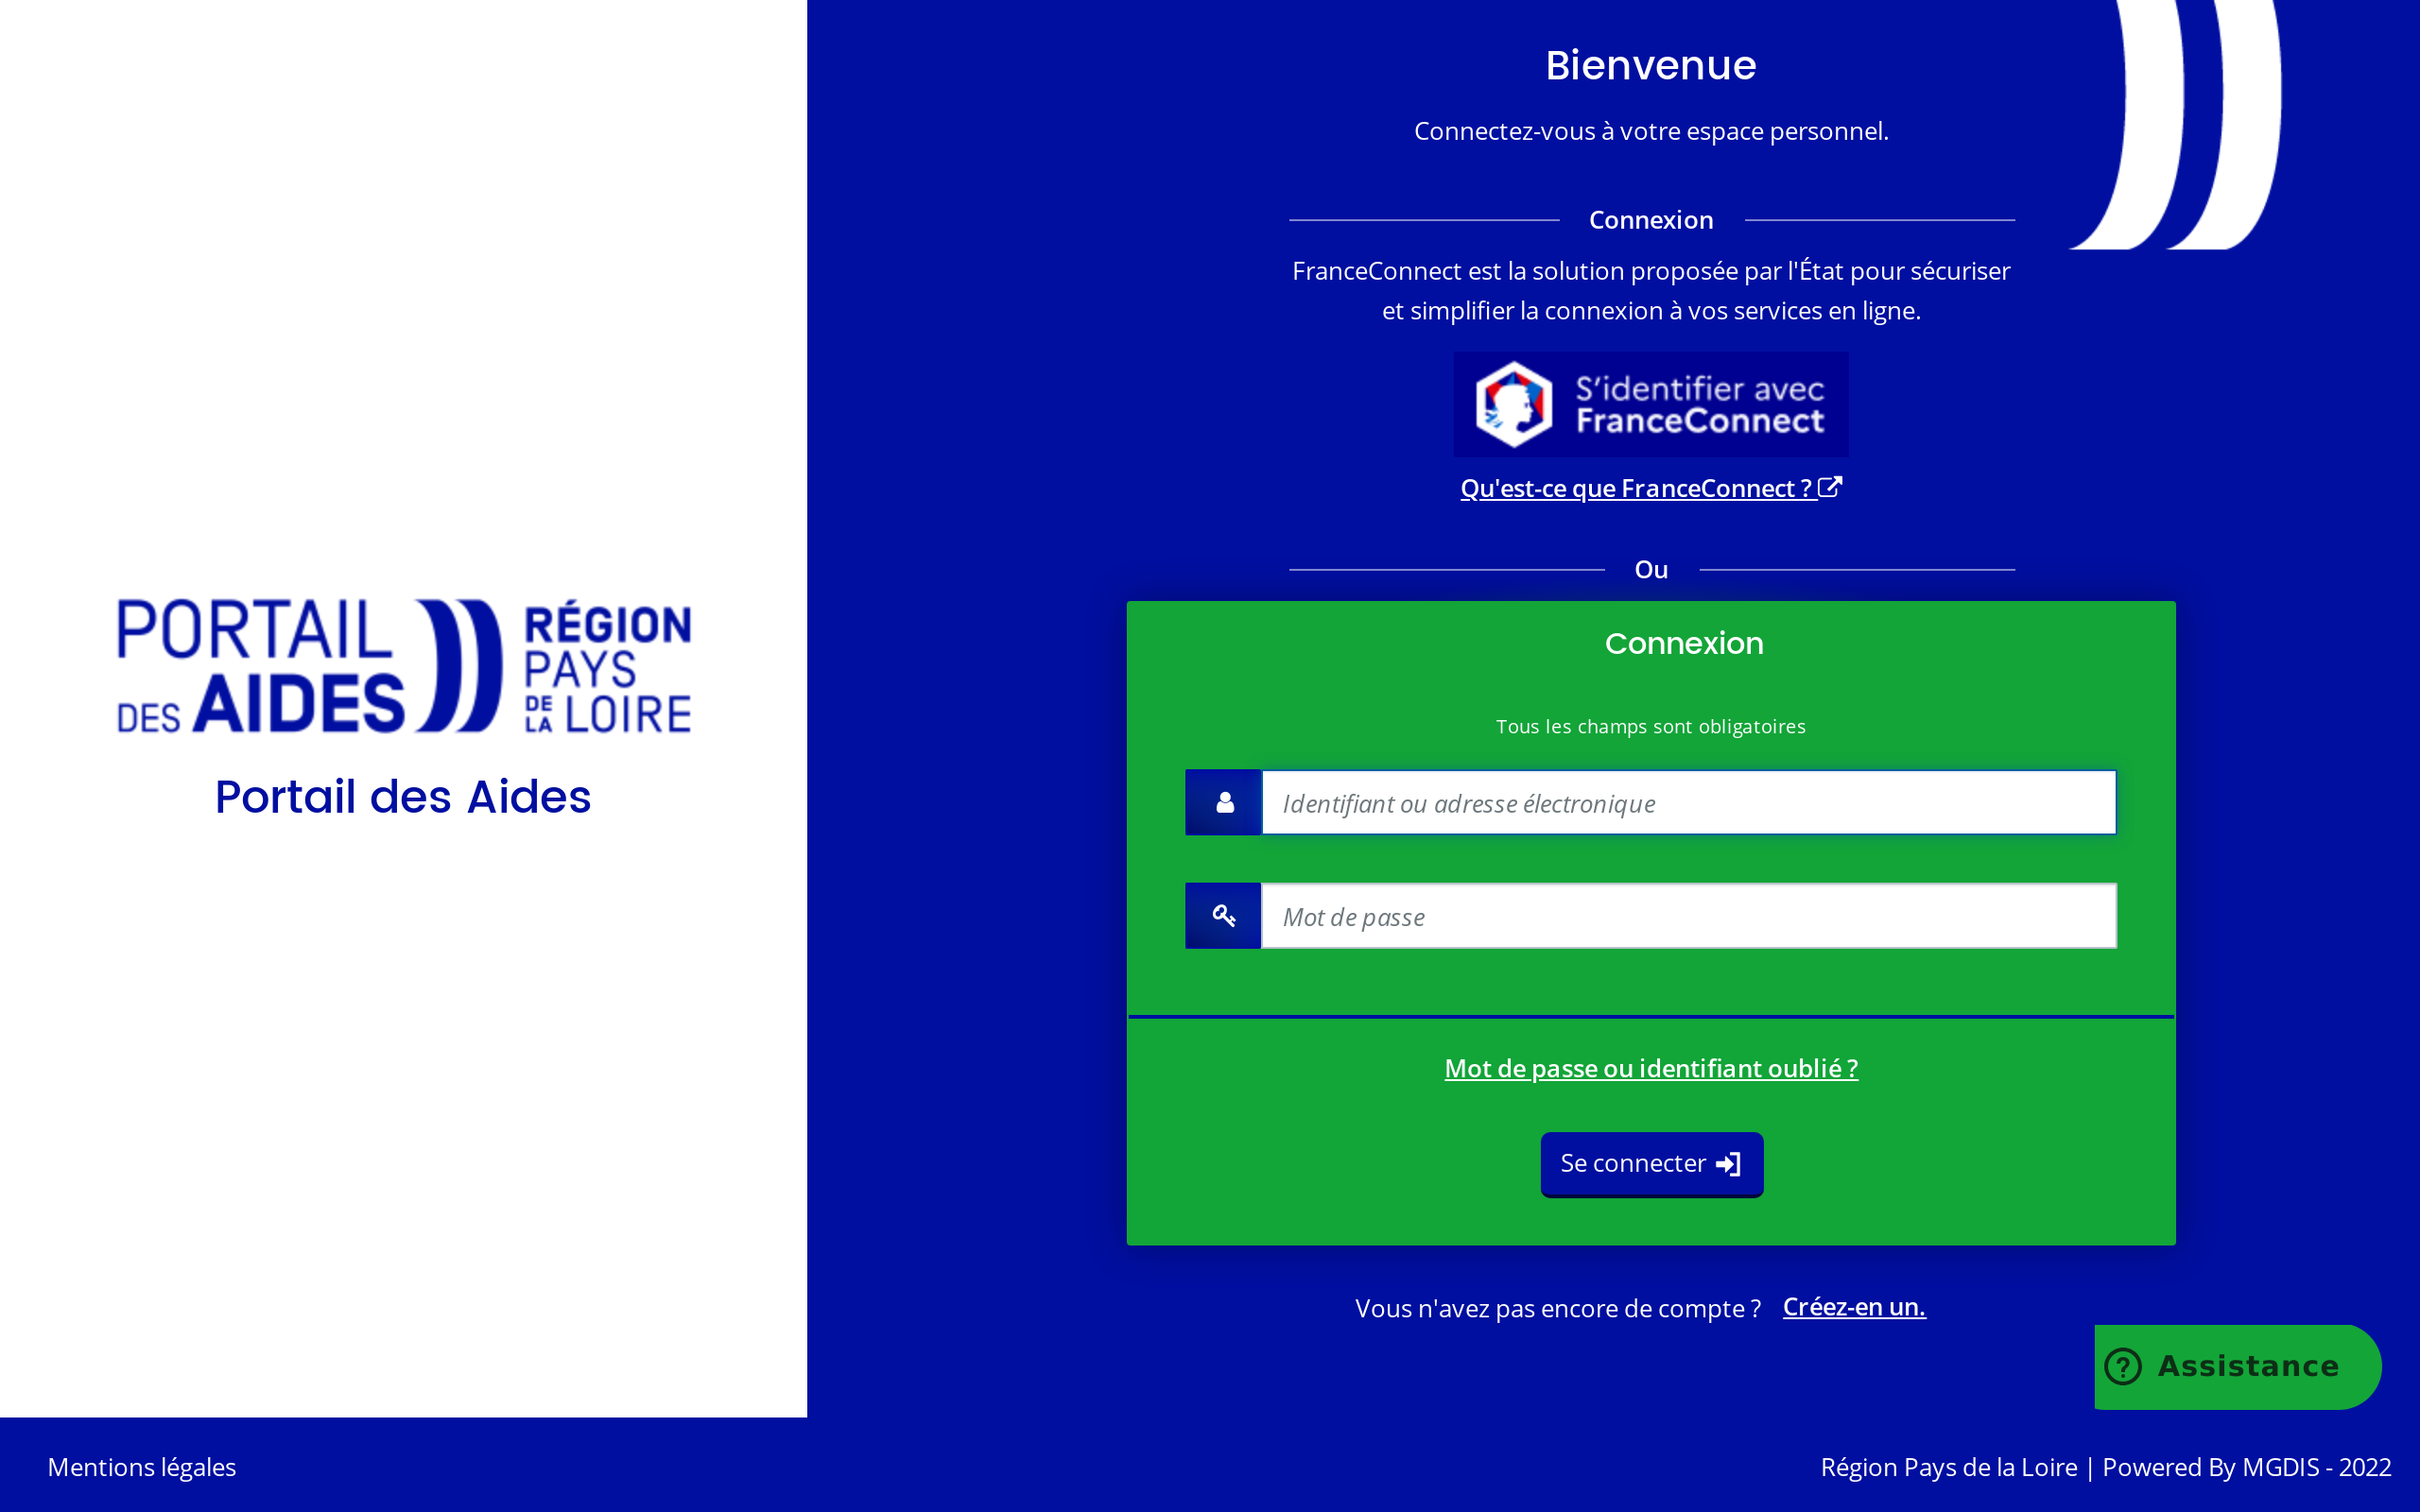 PORTAIL
DES AIDES
RÉGION
PAYS
DE LA LOIRE
Portail des Aides
Bienvenue
Connectez-vous à votre espace personnel.
Connexion
FranceConnect est la solution proposée par l'État pour sécuriser
et simplifier la connexion à vos services en ligne.
S'identifier avec
FranceConnect
Qu'est-ce que FranceConnect ?
Ou
Connexion
Tous les champs sont obligatoires
Identifiant ou adresse électronique
Mot de passe
Mot de passe ou identifiant oublié ?
Se connecter
Vous n'avez pas encore de compte ? Créez-en un.
Assistance
Mentions légales
Région Pays de la Loire | Powered By MGDIS - 2022